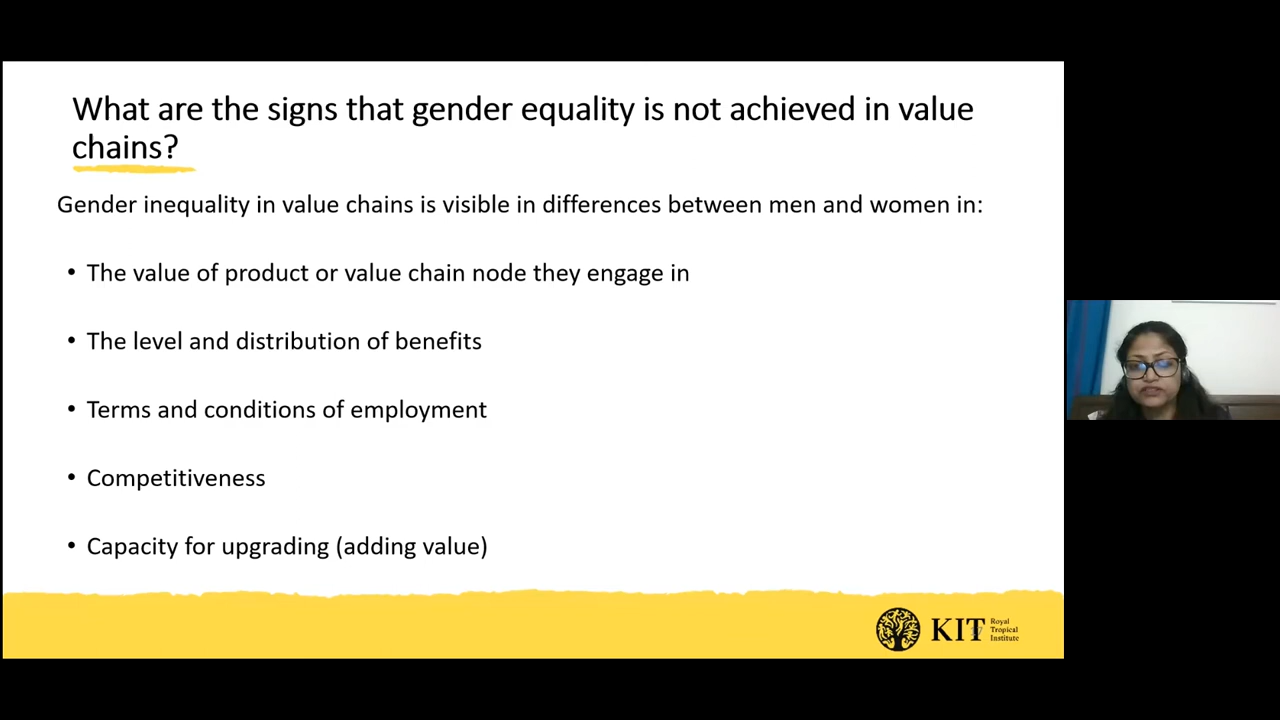 What are the signs that gender equality is not achieved in value
chains?
Gender inequality in value chains is visible in differences between men and women in:
• The value of product or value chain node they engage in
• The level and distribution of benefits
• Terms and conditions of employment
• Competitiveness
• Capacity for upgrading (adding value)
KIT
Royal
Tropical
Institute